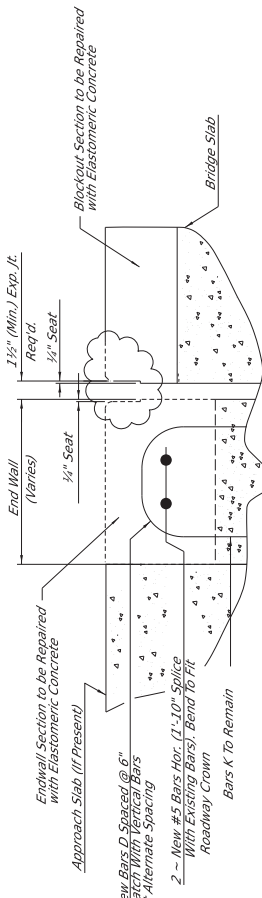 Blockout Section to be Repaired
with Elastomeric Concrete
Bridge Slab
1½" (Min.) Exp. Jt.
Req'd.
¼" Seat
End Wall
(Varies)
¼" Seat
Endwall Section to be Repaired
with Elastomeric Concrete
Approach Slab (If Present)
Bars D Spaced @ 6"
With Vertical Bars
Alternate Spacing
2 ~ New #5 Bars Hor. (1'-10" Splice
With Existing Bars). Bend To Fit
Roadway Crown
Bars K To Remain